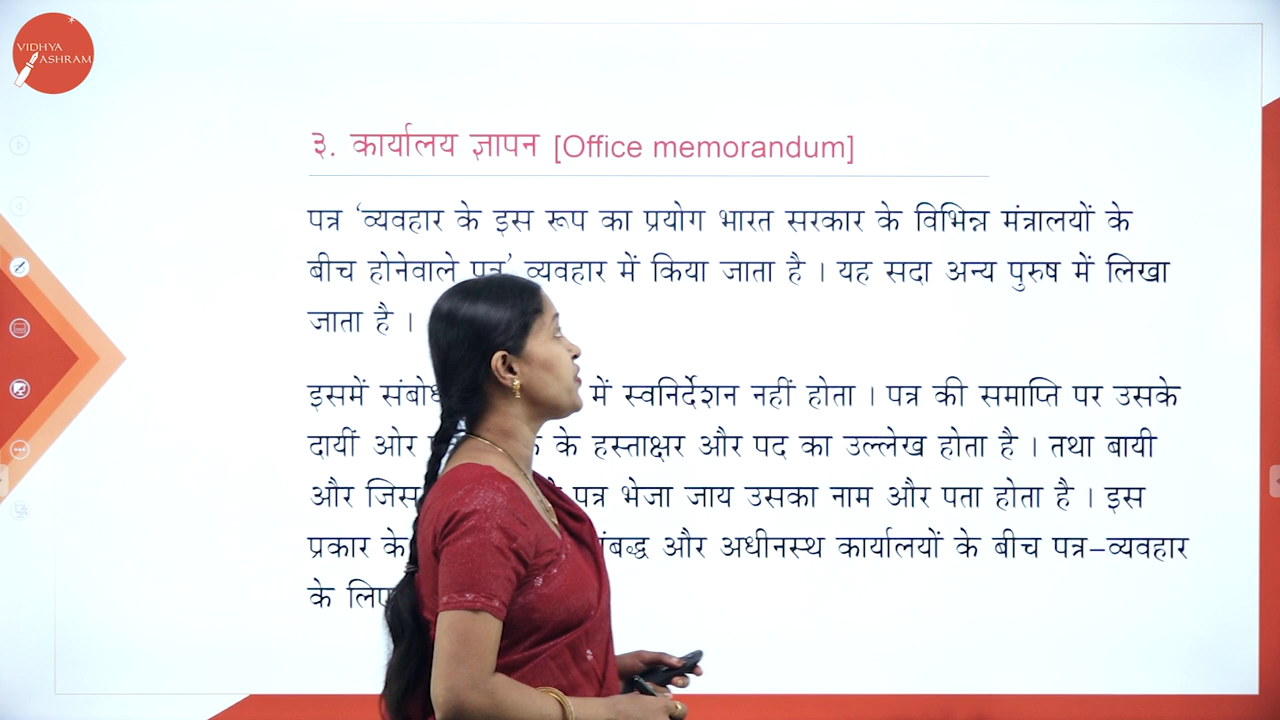 VIDHYA
ASHRAM
३. कार्यालय ज्ञापन [Office memorandum]
पत्र ‘व्यवहार के इस रूप का प्रयोग भारत सरकार के विभिन्न मंत्रालयों के
बीच होनेवाले पत्र’ व्यवहार में किया जाता है । यह सदा अन्य पुरुष में लिखा
जाता है ।
इसमें में स्वनिर्देशन नहीं होता । पत्र की समाप्ति पर उसके
दायीं ओर के हस्ताक्षर और पद का उल्लेख होता है । तथा बायी
और पत्र भेजा जाय उसका नाम और पता होता है । इस
प्रकार के और अधीनस्थ कार्यालयों के बीच पत्र–व्यवहार
के लिए